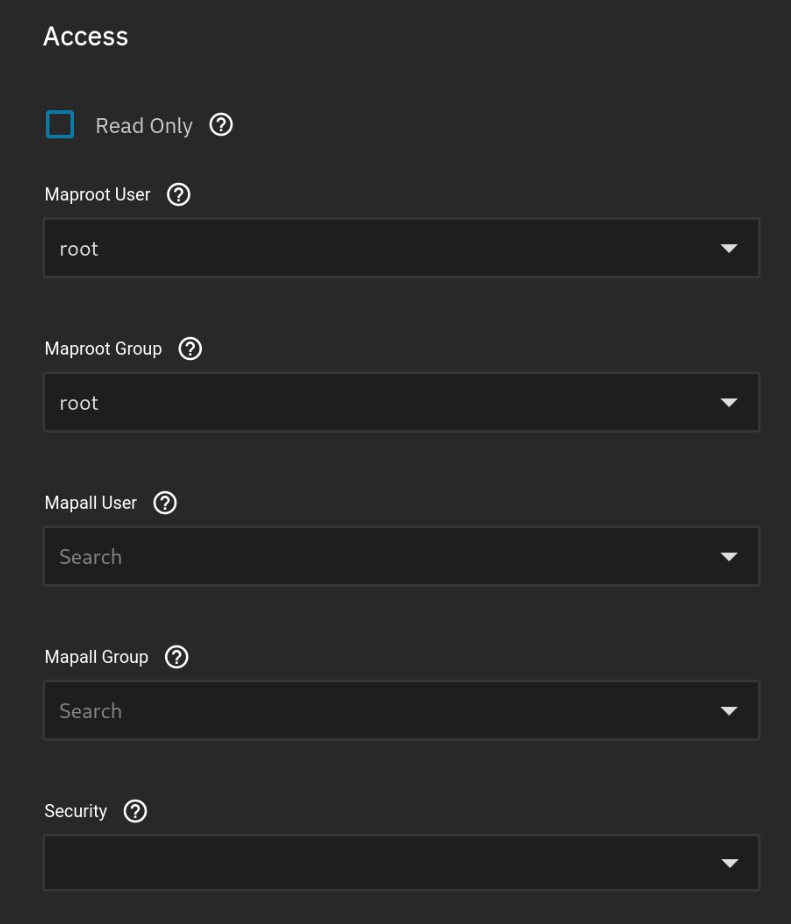 Access
Read Only
Maproot User
root
Maproot Group
root
Mapall User
Search
Mapall Group
Search
Security